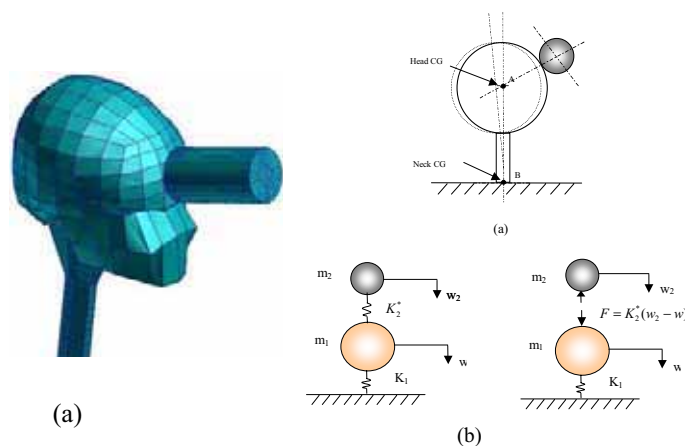 (a)
Head CG
A
Neck CG
B
(a)
m₂
w₂
K₂*
m₁
w
K₁
m₂
w₂
F = K₂*(w₂ − w)
m₁
w
K₁
(b)